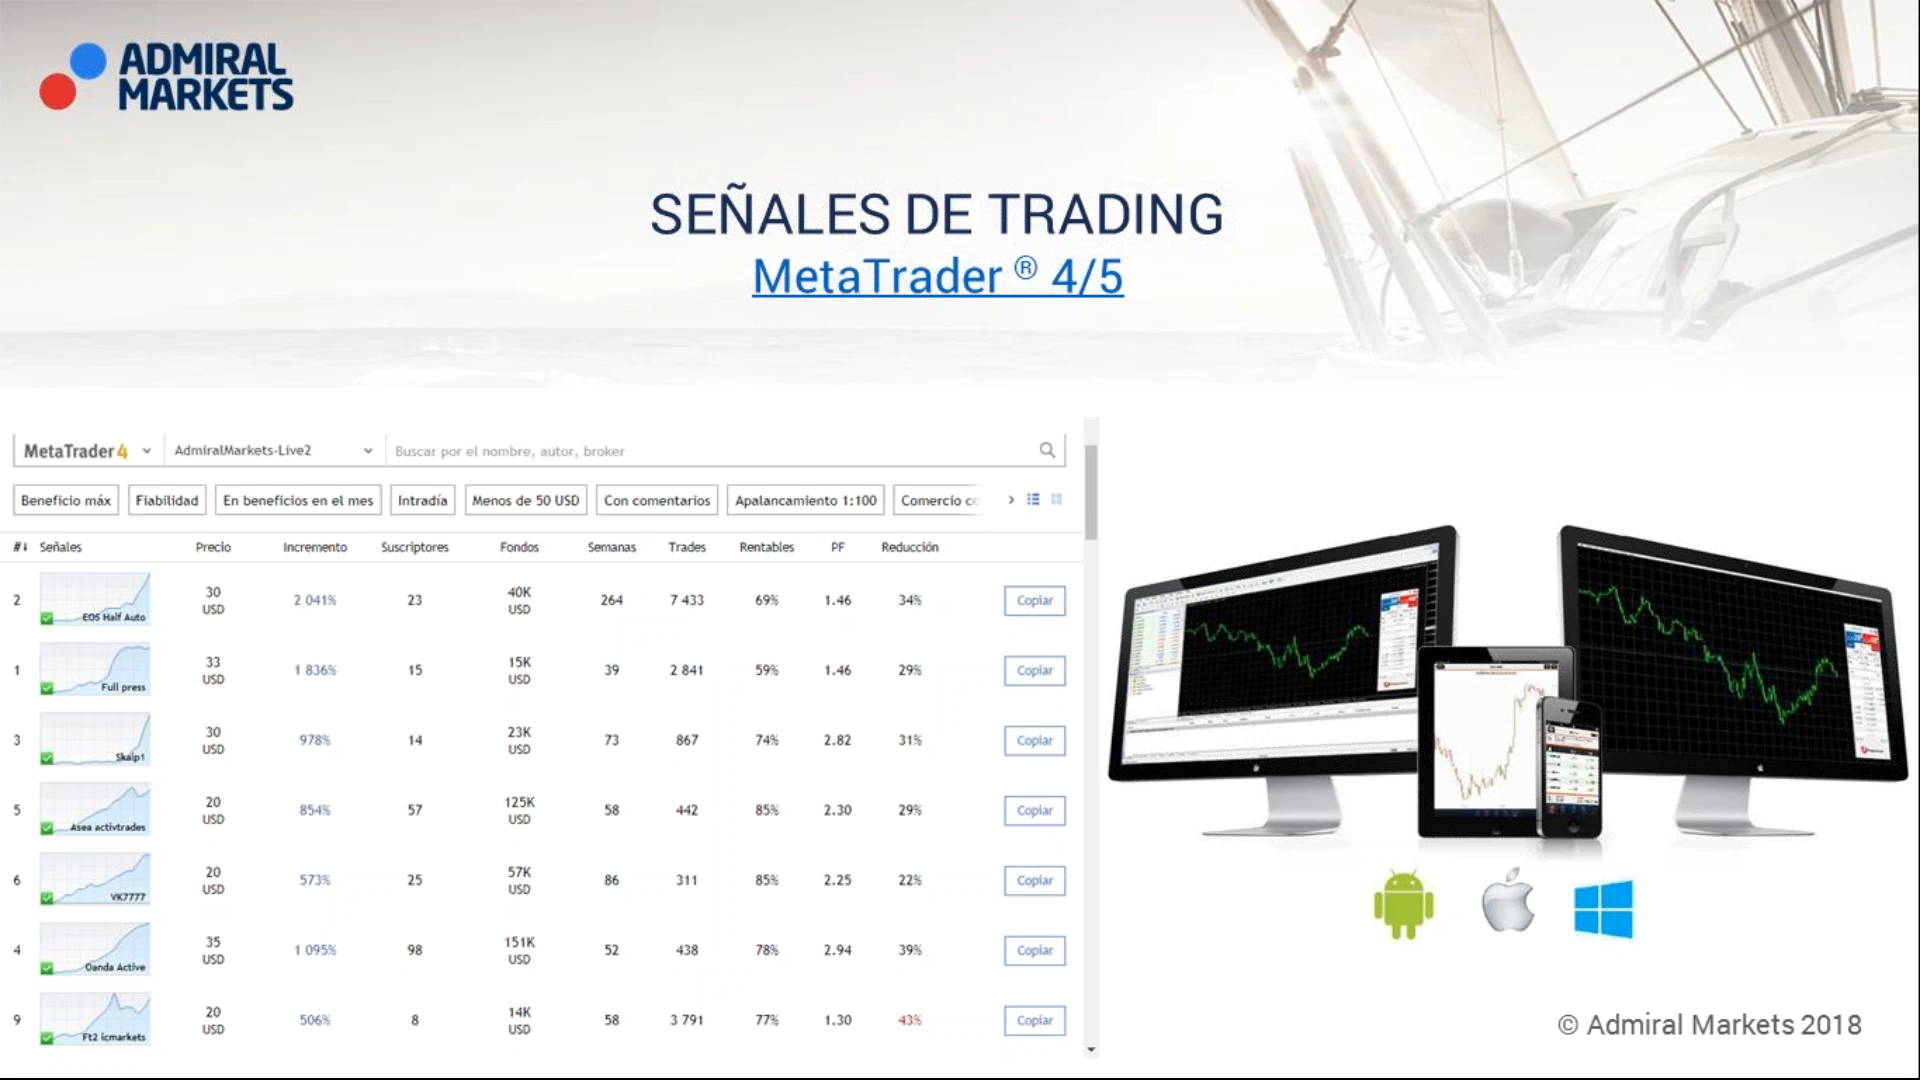 ADMIRAL
MARKETS
SEÑALES DE TRADING
MetaTrader ® 4/5
MetaTrader 4 AdmiralMarkets-Live2 Buscar por el nombre, autor, broker
Beneficio máx Fiabilidad En beneficios en el mes Intradía Menos de 50 USD Con comentarios Apalancamiento 1:100 Comercio co
#↓ Señales Precio Incremento Suscriptores Fondos Semanas Trades Rentables PF Reducción
2 EOS Half Auto 30 USD 2 041% 23 40K USD 264 7 433 69% 1.46 34% Copiar
1 Full press 33 USD 1 836% 15 15K USD 39 2 841 59% 1.46 29% Copiar
3 Skalp1 30 USD 978% 14 23K USD 73 867 74% 2.82 31% Copiar
5 Asea activtrades 20 USD 854% 57 125K USD 58 442 85% 2.30 29% Copiar
6 VK7777 20 USD 573% 25 57K USD 86 311 85% 2.25 22% Copiar
4 Oanda Active 35 USD 1 095% 98 151K USD 52 438 78% 2.94 39% Copiar
9 Ft2 icmarkets 20 USD 506% 8 14K USD 58 3 791 77% 1.30 43% Copiar
© Admiral Markets 2018